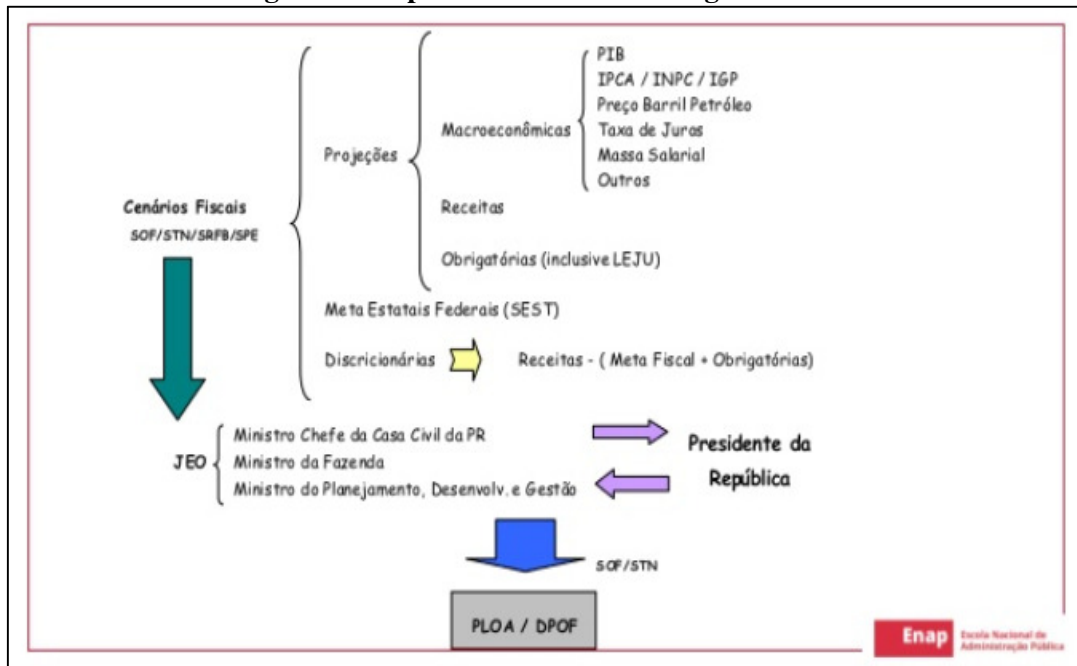 PIB
IPCA / INPC / IGP
Preço Barril Petróleo
Macroeconômicas
Taxa de Juros
Massa Salarial
Outros
Projeções
Receitas
Obrigatórias (inclusive LEJU)
Cenários Fiscais
SOF/STN/SRFB/SPE
Meta Estatais Federais (SEST)
Discricionárias
Receitas - ( Meta Fiscal + Obrigatórias)
JEO
Ministro Chefe da Casa Civil da PR
Ministro da Fazenda
Ministro do Planejamento, Desenvolv. e Gestão
Presidente da
República
SOF/STN
PLOA / DPOF
Enap
Escola Nacional de
Administração Pública